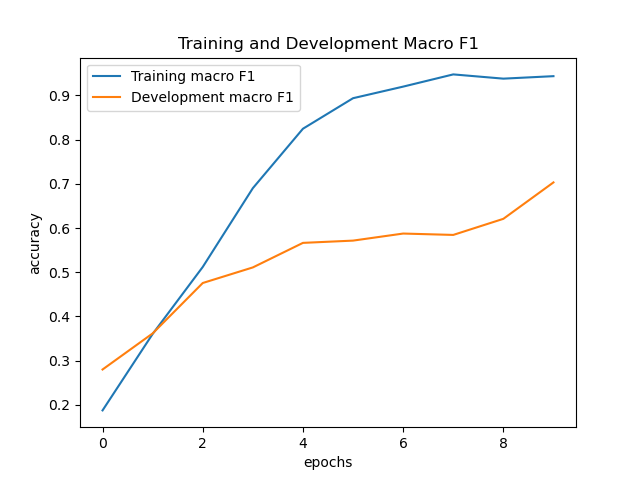 Training and Development Macro F1
Training macro F1
Development macro F1
accuracy
0.9
0.8
0.7
0.6
0.5
0.4
0.3
0.2
0 2 4 6 8
epochs